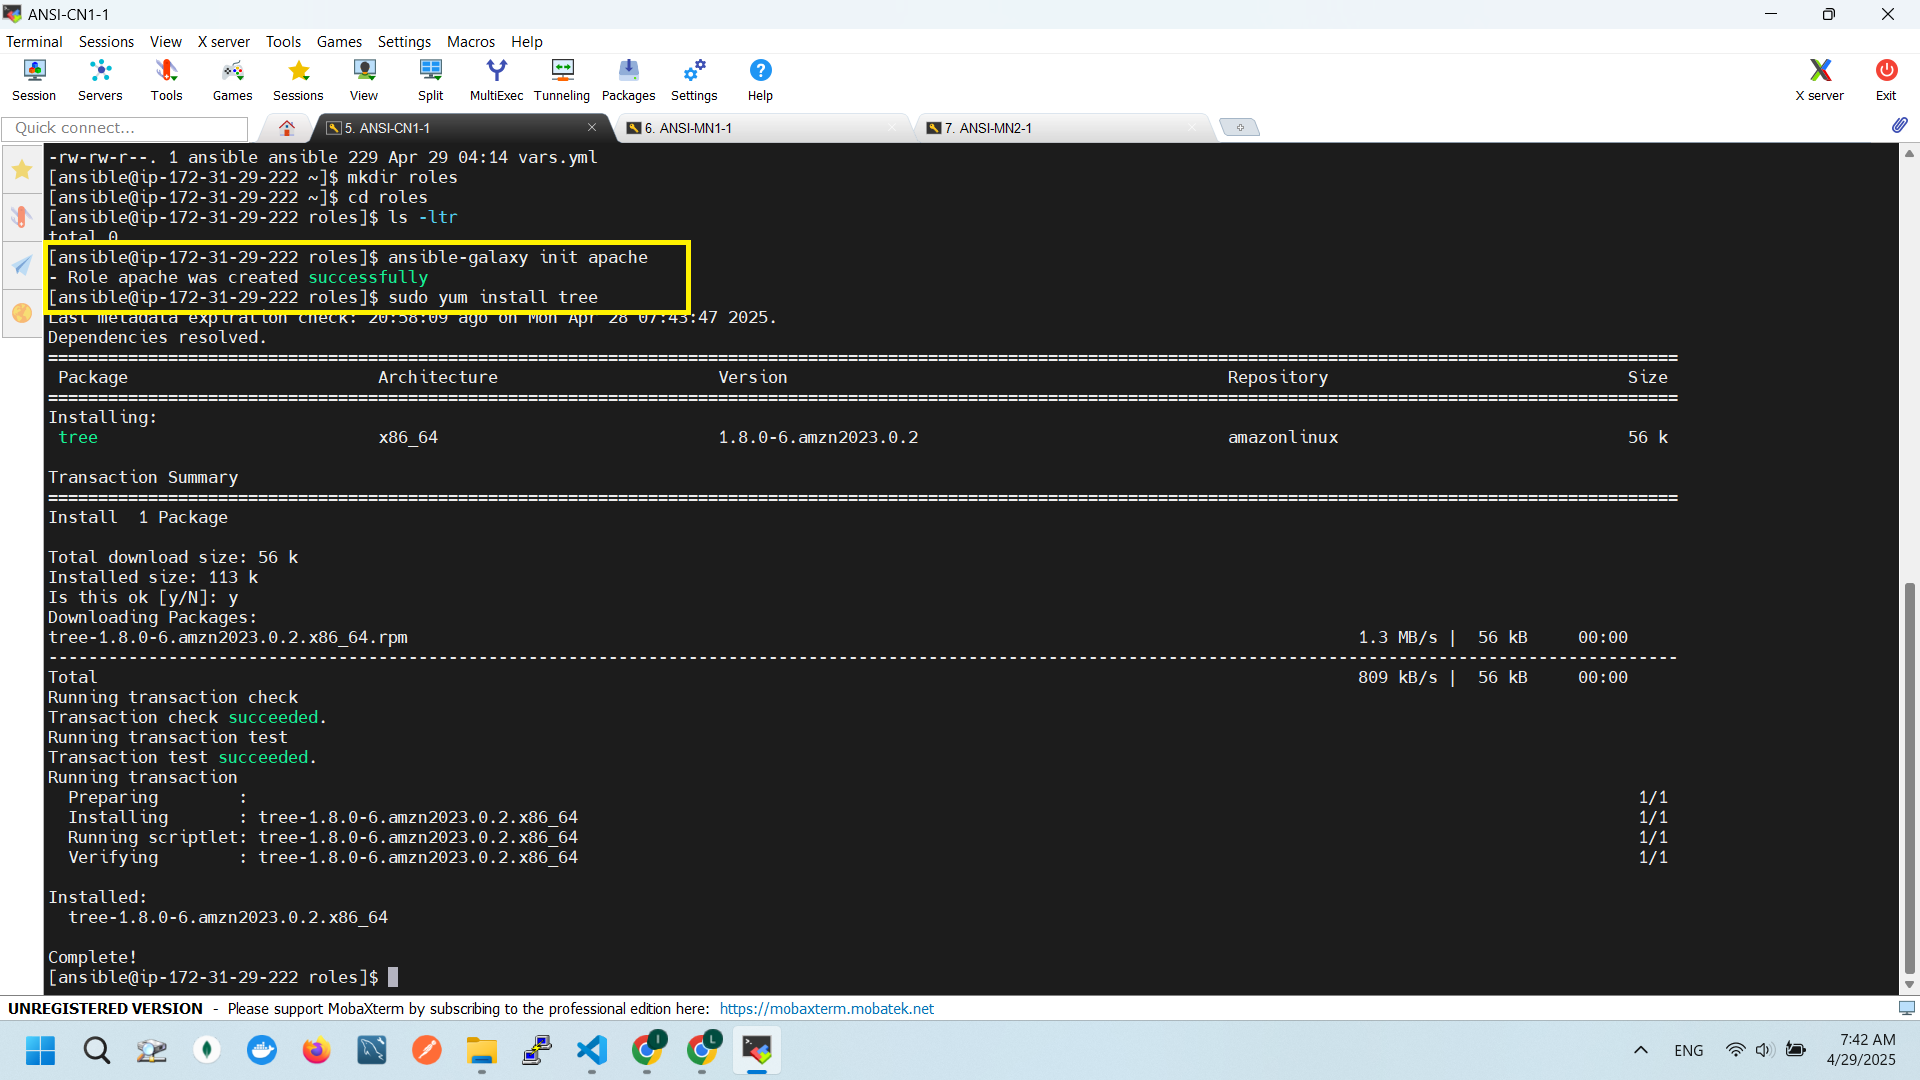 ANSI-CN1-1
Terminal Sessions View X server Tools Games Settings Macros Help
Session Servers Tools Games Sessions View Split MultiExec Tunneling Packages Settings Help X server Exit
Quick connect... 5. ANSI-CN1-1 6. ANSI-MN1-1 7. ANSI-MN2-1
-rw-rw-r--. 1 ansible ansible 229 Apr 29 04:14 vars.yml
[ansible@ip-172-31-29-222 ~]$ mkdir roles
[ansible@ip-172-31-29-222 ~]$ cd roles
[ansible@ip-172-31-29-222 roles]$ ls -ltr
total 0
[ansible@ip-172-31-29-222 roles]$ ansible-galaxy init apache
- Role apache was created successfully
[ansible@ip-172-31-29-222 roles]$ sudo yum install tree
Last metadata expiration check: 20:58:09 ago on Mon Apr 28 07:43:47 2025.
Dependencies resolved.
================================================================================
Package Architecture Version Repository Size
================================================================================
Installing:
tree x86_64 1.8.0-6.amzn2023.0.2 amazonlinux 56 k
Transaction Summary
================================================================================
Install  1 Package
Total download size: 56 k
Installed size: 113 k
Is this ok [y/N]: y
Downloading Packages:
tree-1.8.0-6.amzn2023.0.2.x86_64.rpm 1.3 MB/s |  56 kB     00:00
--------------------------------------------------------------------------------
Total 809 kB/s |  56 kB     00:00
Running transaction check
Transaction check succeeded.
Running transaction test
Transaction test succeeded.
Running transaction
Preparing        : 1/1
Installing       : tree-1.8.0-6.amzn2023.0.2.x86_64 1/1
Running scriptlet: tree-1.8.0-6.amzn2023.0.2.x86_64 1/1
Verifying        : tree-1.8.0-6.amzn2023.0.2.x86_64 1/1
Installed:
tree-1.8.0-6.amzn2023.0.2.x86_64
Complete!
[ansible@ip-172-31-29-222 roles]$
UNREGISTERED VERSION - Please support MobaXterm by subscribing to the professional edition here: https://mobaxterm.mobatek.net
I L ENG 7:42 AM
4/29/2025